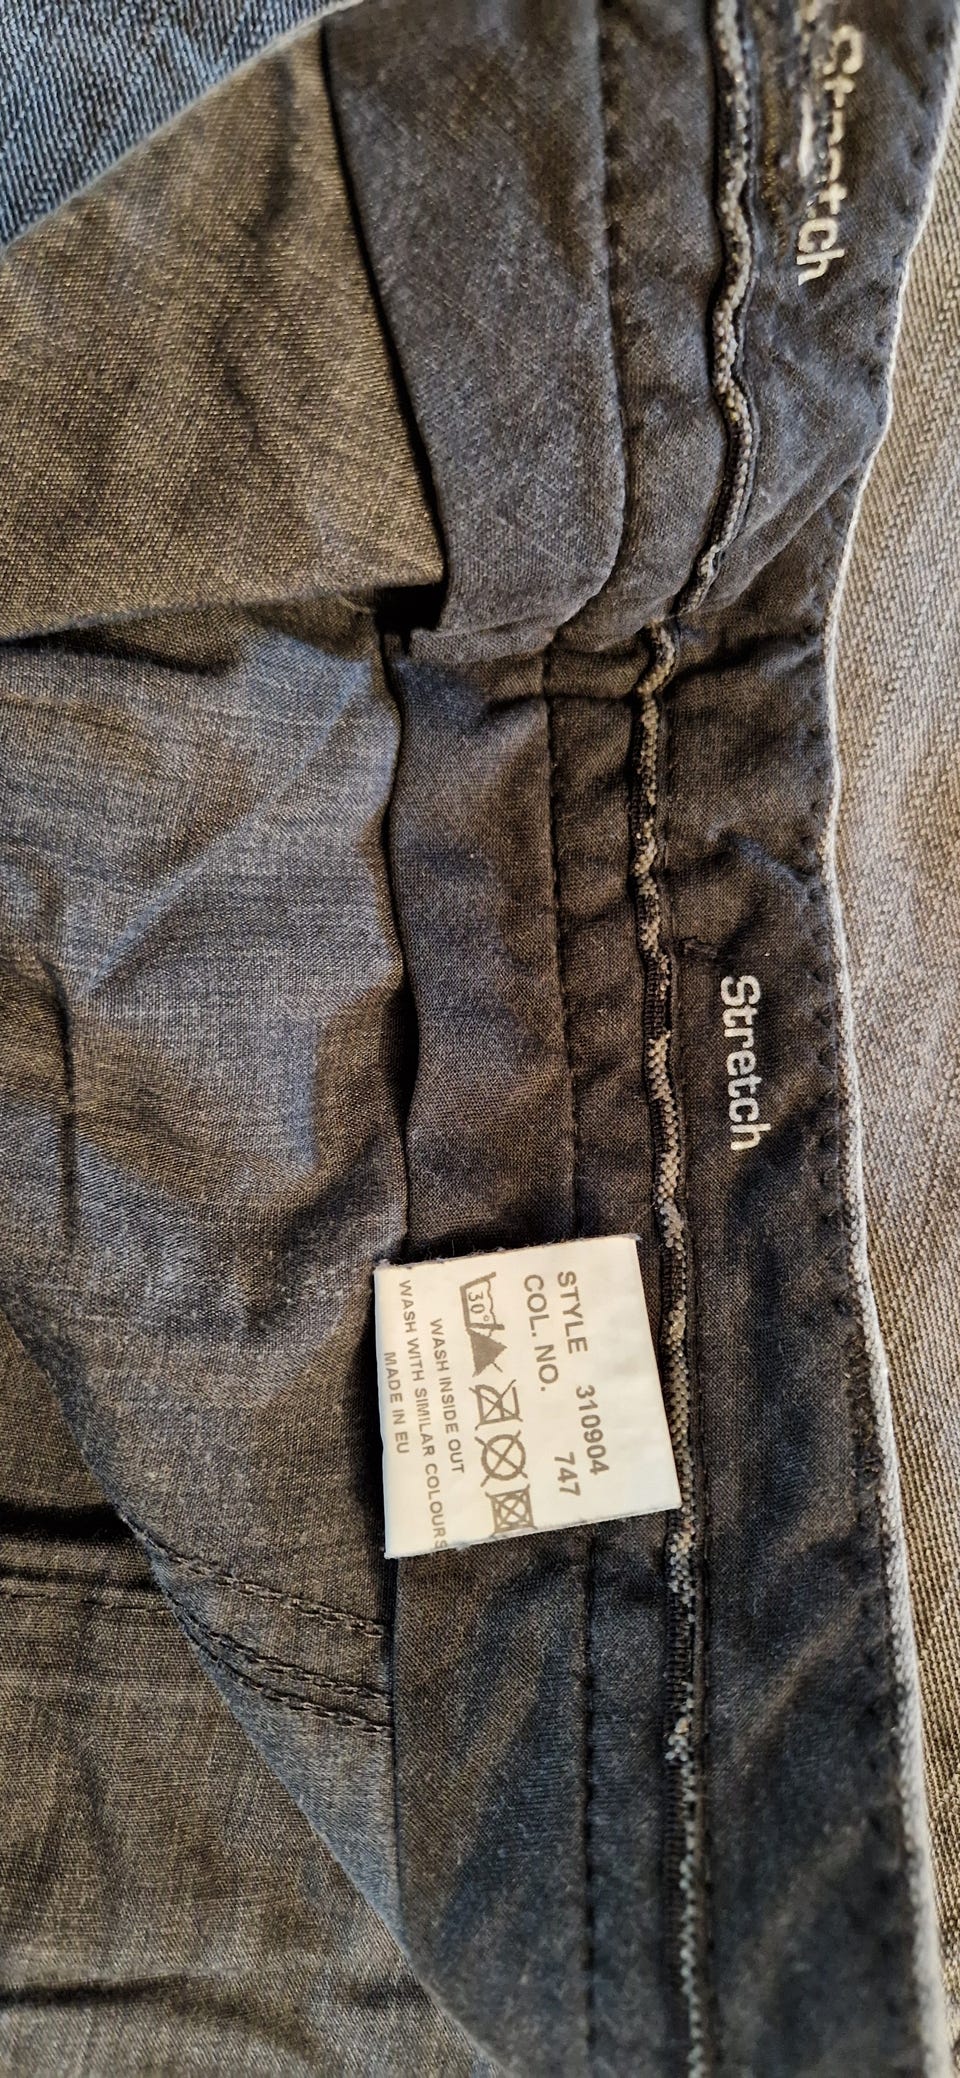 Stretch
Stretch
STYLE 310904
COL. NO. 747
30°
WASH INSIDE OUT
WASH WITH SIMILAR COLOURS
MADE IN EU